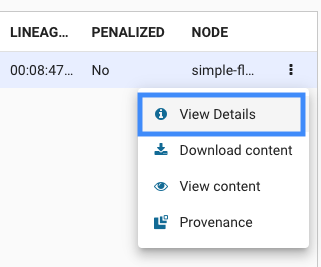 LINEAG... PENALIZED NODE
00:08:47... No simple-fl...
View Details
Download content
View content
Provenance